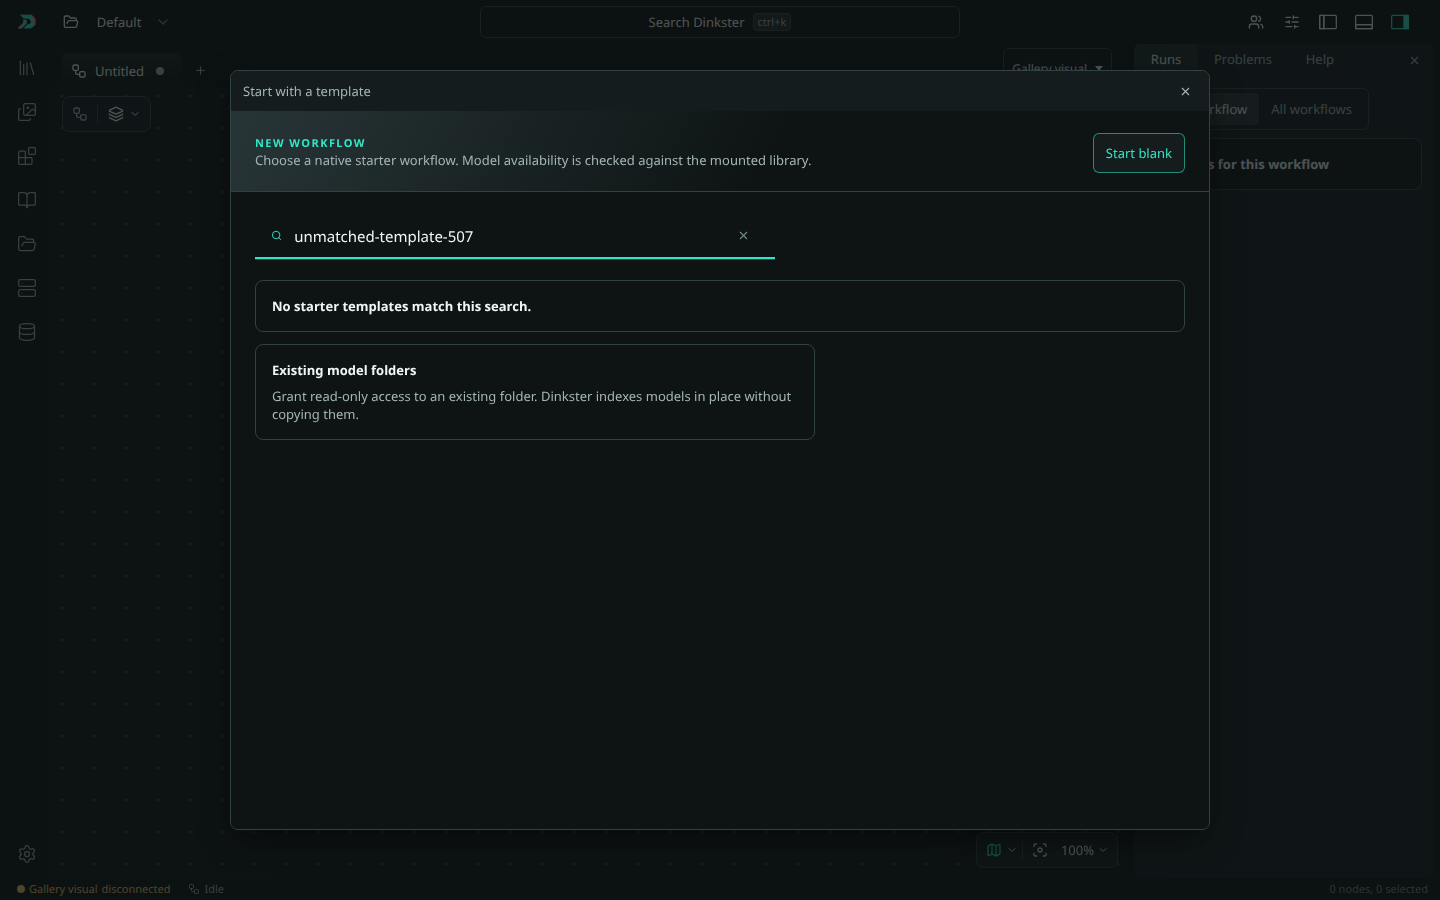 Default
Search Dinkster ctrl+k
Untitled
Runs Problems Help
Start with a template
All workflows
NEW WORKFLOW
Choose a native starter workflow. Model availability is checked against the mounted library.
Start blank
s for this workflow
unmatched-template-507
No starter templates match this search.
Existing model folders
Grant read-only access to an existing folder. Dinkster indexes models in place without
copying them.
100%
Gallery visual disconnected
Idle
0 nodes, 0 selected